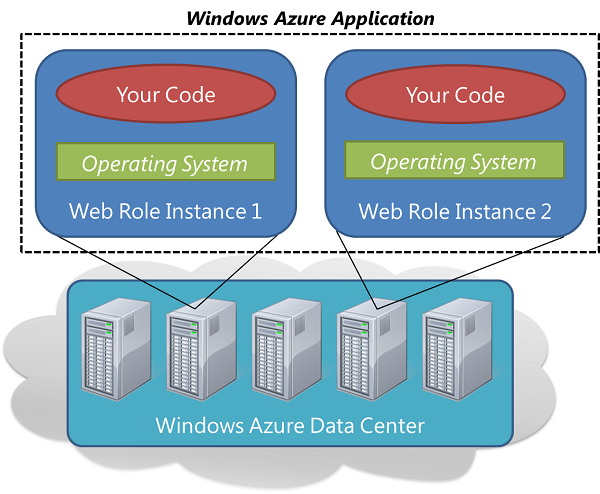 Windows Azure Application
Your Code
Operating System
Web Role Instance 1
Your Code
Operating System
Web Role Instance 2
Windows Azure Data Center